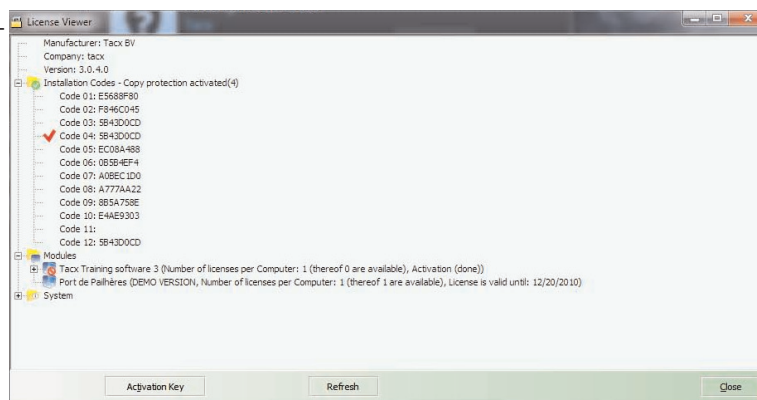 License Viewer
Manufacturer: Tacx BV
Company: tacx
Version: 3.0.4.0
Installation Codes - Copy protection activated(4)
Code 01: E5688F80
Code 02: F846C045
Code 03: 5B43D0CD
Code 04: 5B43D0CD
Code 05: EC08A488
Code 06: 0B5B4EF4
Code 07: A0BEC1D0
Code 08: A777AA22
Code 09: 8B5A758E
Code 10: E4AE9303
Code 11:
Code 12: 5B43D0CD
Modules
Tacx Training software 3 (Number of licenses per Computer: 1 (thereof 0 are available), Activation (done))
Port de Pailhères (DEMO VERSION, Number of licenses per Computer: 1 (thereof 1 are available), License is valid until: 12/20/2010)
System
Activation Key Refresh Close